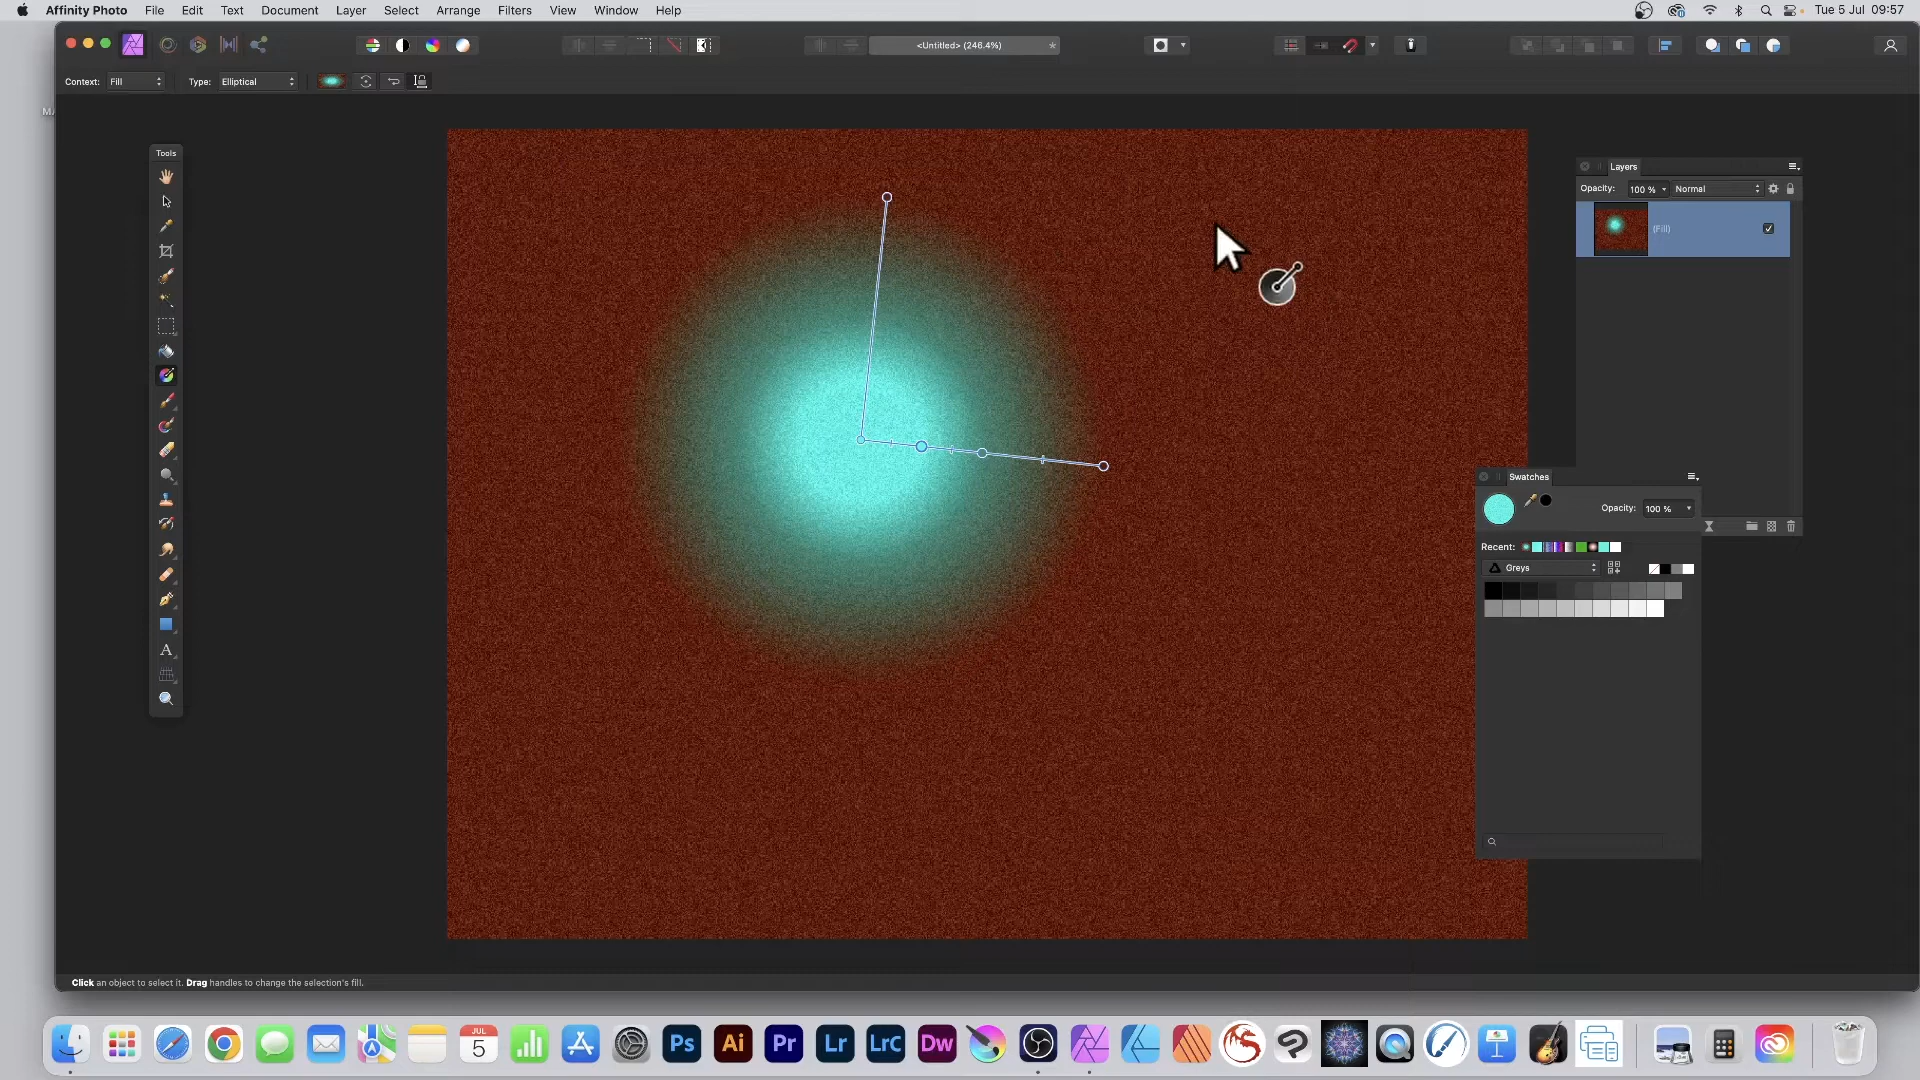 Affinity Photo File Edit Text Document Layer Select Arrange Filters View Window Help Tue 5 Jul 09:57
<Untitled> (246.4%)
Context: Fill Type: Elliptical
Tools
Layers
Opacity: 100 % Normal
(Fill)
Swatches
Opacity: 100 %
Recent:
Greys
A
Click an object to select it. Drag handles to change the selection's fill.
JUL
5
Ps
Ai
Pr
Lr
LrC
Dw